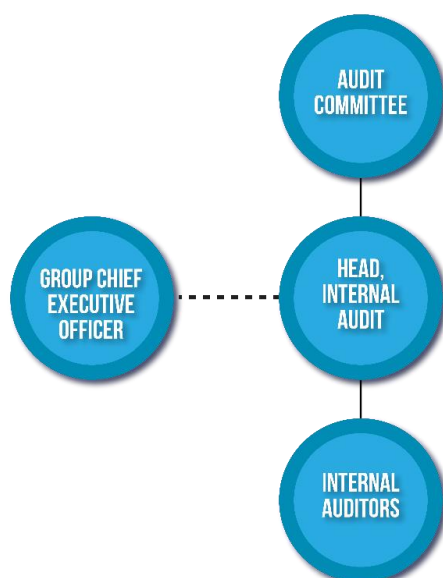 AUDIT
COMMITTEE
GROUP CHIEF
EXECUTIVE
OFFICER
HEAD,
INTERNAL
AUDIT
INTERNAL
AUDITORS